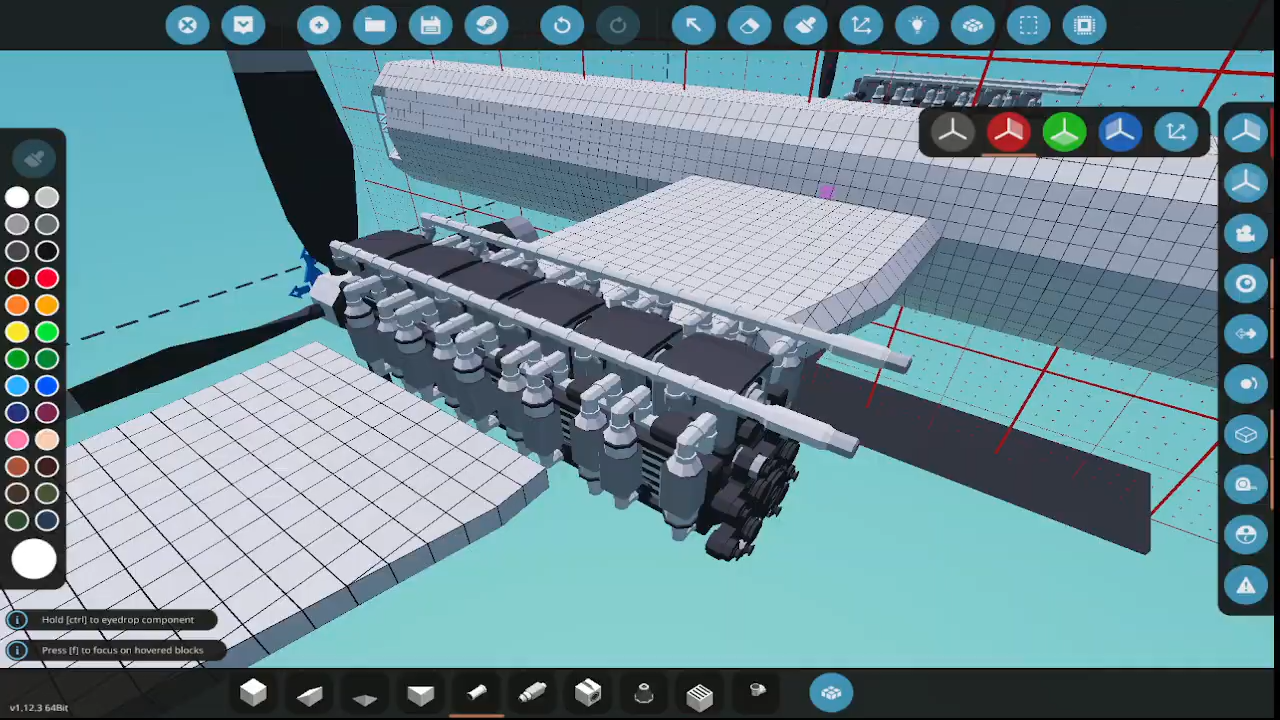 Hold [ctrl] to eyedrop component
Press [f] to focus on hovered blocks
v1.12.3 64Bit